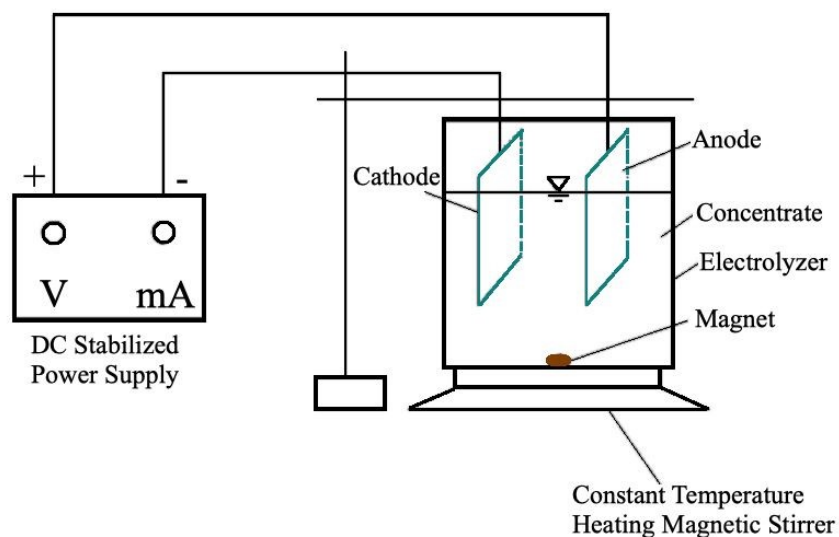 +
-
V
mA
DC Stabilized
Power Supply
Cathode
Anode
Concentrate
Electrolyzer
Magnet
Constant Temperature
Heating Magnetic Stirrer